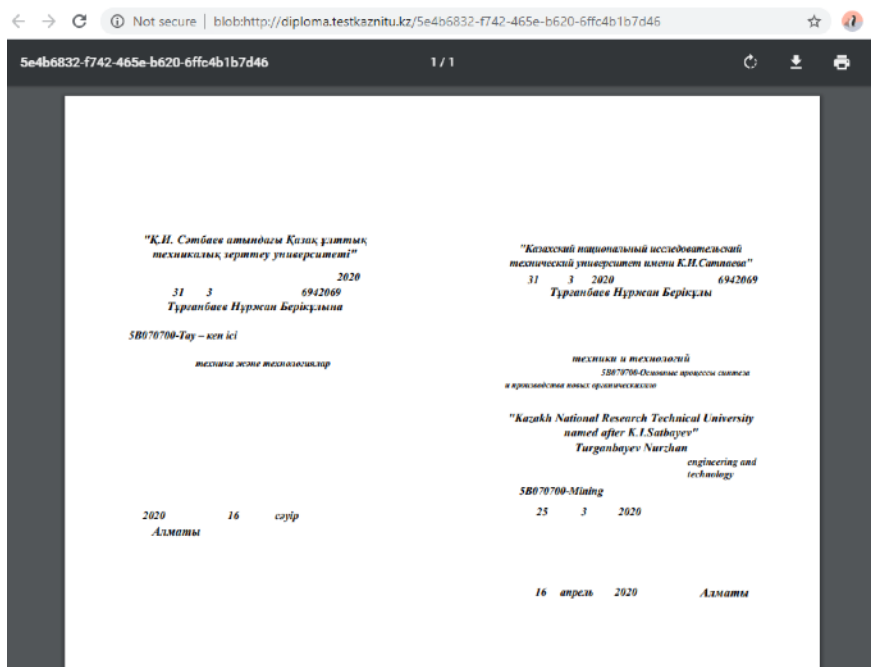 Not secure | blob:http://diploma.testkaznitu.kz/5e4b6832-f742-465e-b620-6ffc4b1b7d46
5e4b6832-f742-465e-b620-6ffc4b1b7d46 1 / 1
"Қ.И. Сәтбаев атындағы Қазақ ұлттық
техникалық зерттеу университеті"
2020
31 3 6942069
Тұрғанбаев Нұржан Берікұлына
5B070700-Тау – кен ісі
техника және технологиялар
2020 16 сәуір
Алматы
"Казахский национальный исследовательский
технический университет имени К.И.Сатпаева"
31 3 2020 6942069
Тұрғанбаев Нұржан Берікұлы
техники и технологий
5B070700-Основные процессы синтеза
и производства новых
"Kazakh National Research Technical University
named after K.I.Satbayev"
Turganbayev Nurzhan
engineering and
technology
5B070700-Mining
25 3 2020
16 апрель 2020 Алматы